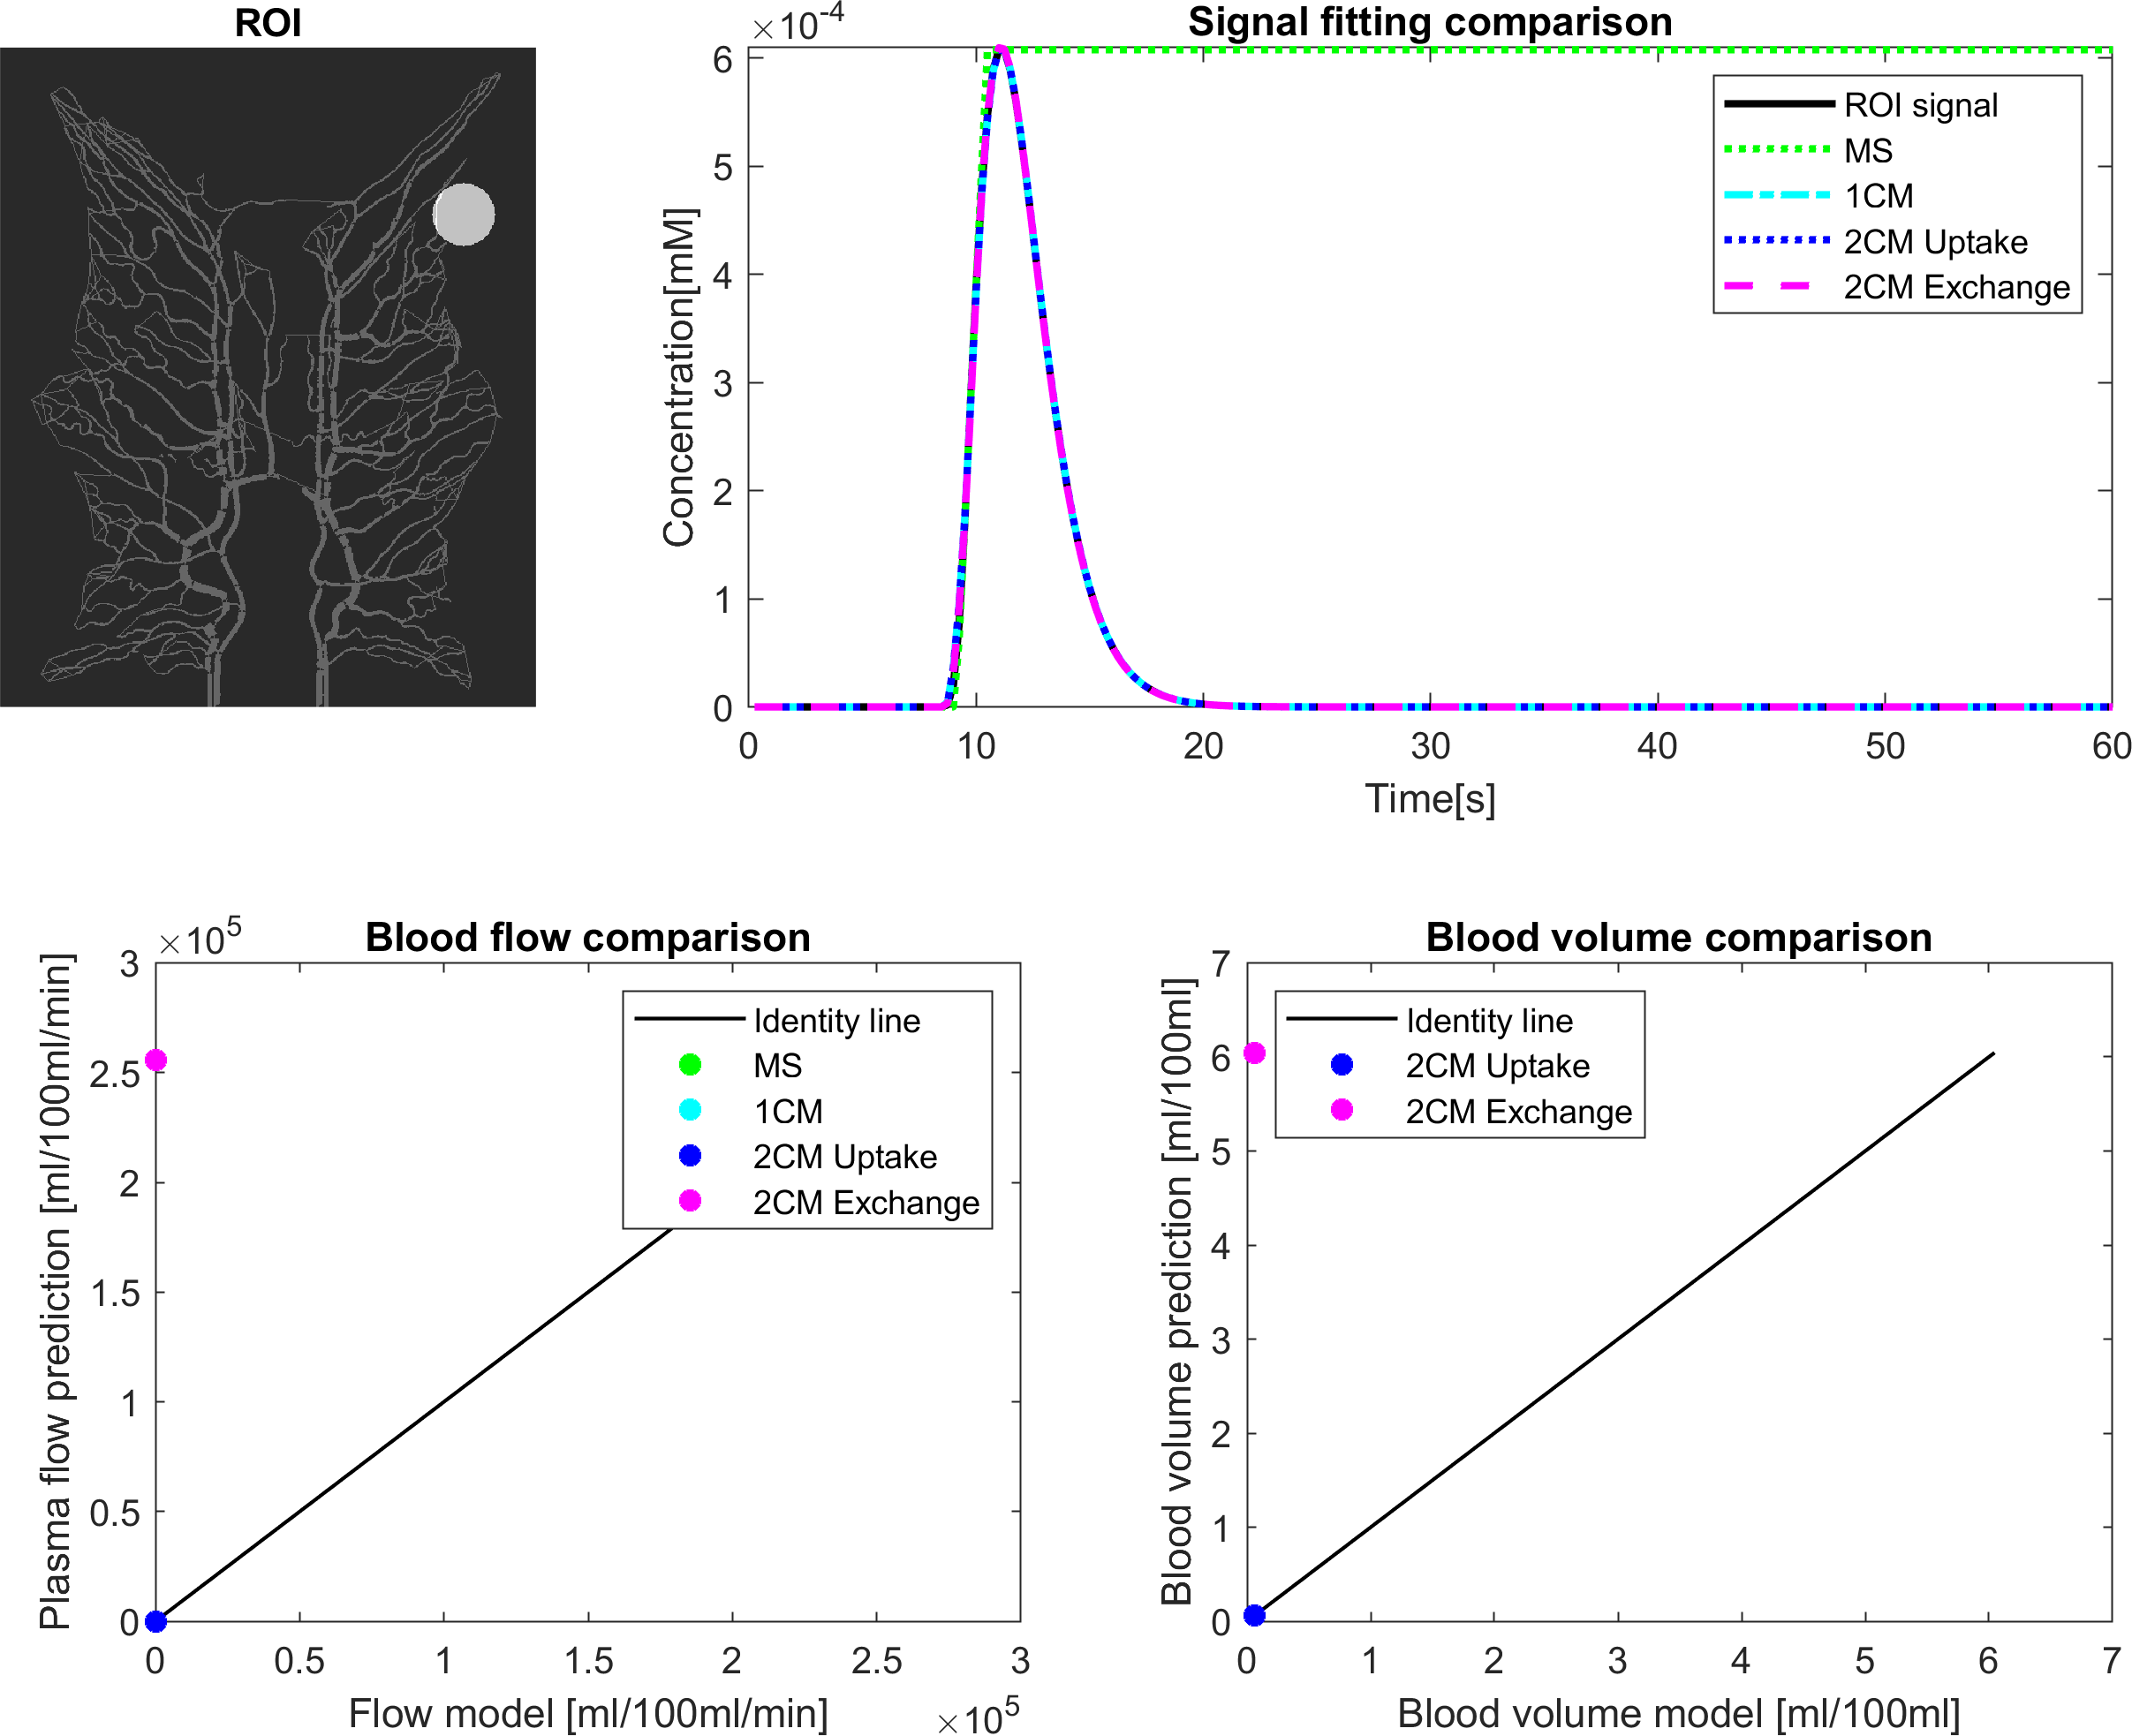 ROI
Signal fitting comparison
×10-4
6
5
4
3
2
1
0
0 10 20 30 40 50 60
Concentration[mM]
Time[s]
ROI signal
MS
1CM
2CM Uptake
2CM Exchange
Blood flow comparison
×105
3
2.5
2
1.5
1
0.5
0
0 0.5 1 1.5 2 2.5 3
×105
Plasma flow prediction [ml/100ml/min]
Flow model [ml/100ml/min]
Identity line
MS
1CM
2CM Uptake
2CM Exchange
Blood volume comparison
7
6
5
4
3
2
1
0
0 1 2 3 4 5 6 7
Blood volume prediction [ml/100ml]
Blood volume model [ml/100ml]
Identity line
2CM Uptake
2CM Exchange